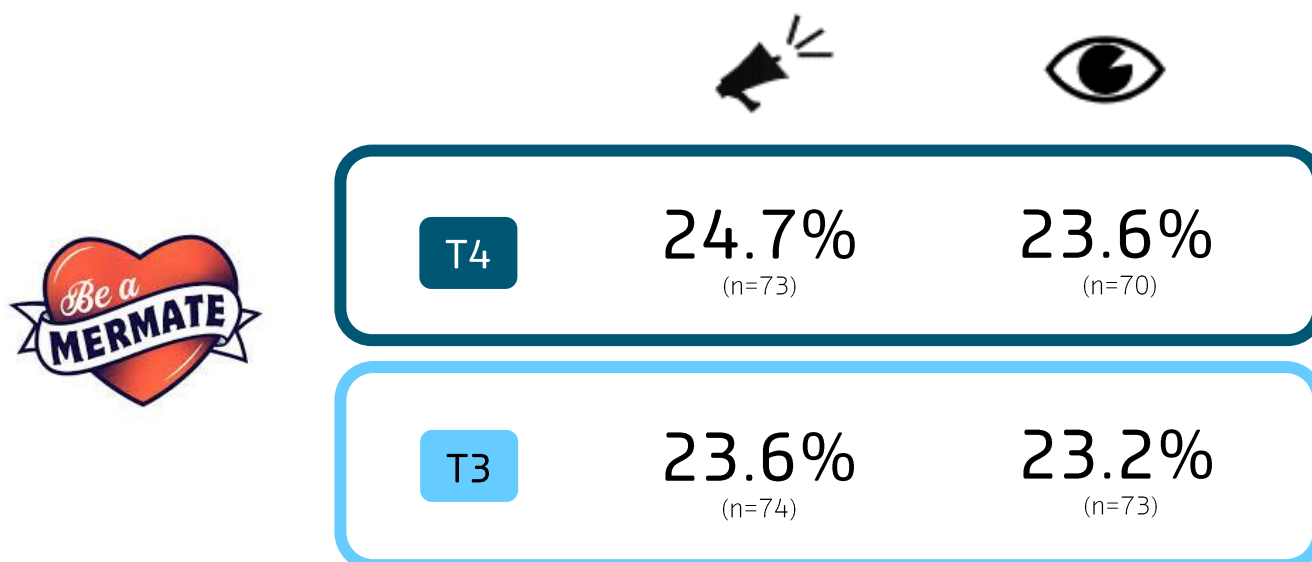 Be a
MERMATE
T4
24.7%
23.6%
(n=73)
(n=70)
T3
23.6%
23.2%
(n=74)
(n=73)